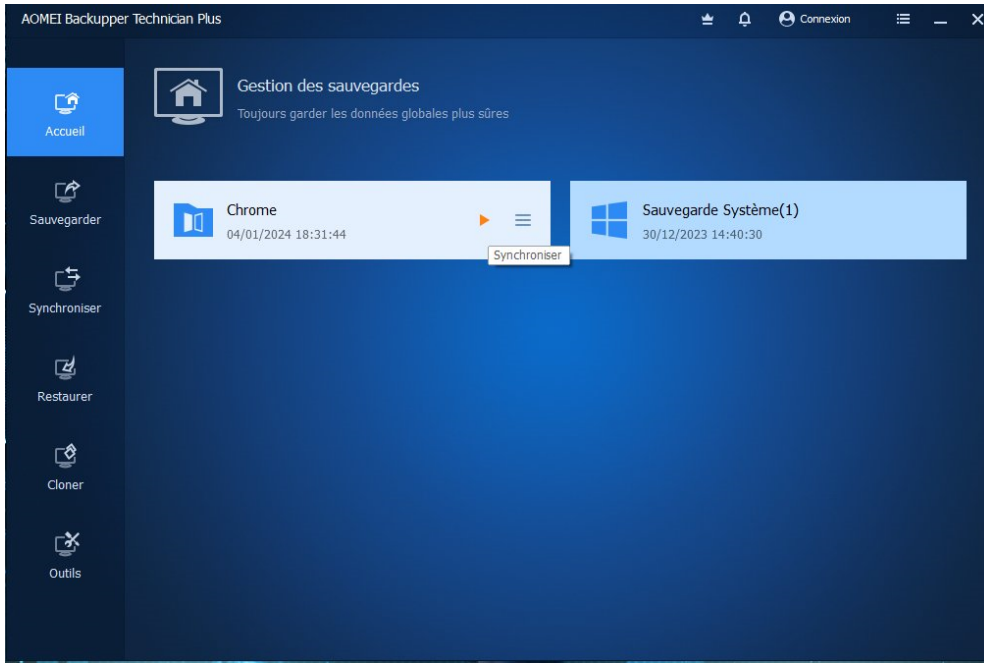 AOMEI Backupper Technician Plus
Connexion
Gestion des sauvegardes
Toujours garder les données globales plus sûres
Accueil
Sauvegarder
Synchroniser
Restaurer
Cloner
Outils
Chrome
04/01/2024 18:31:44
Synchroniser
Sauvegarde Système(1)
30/12/2023 14:40:30